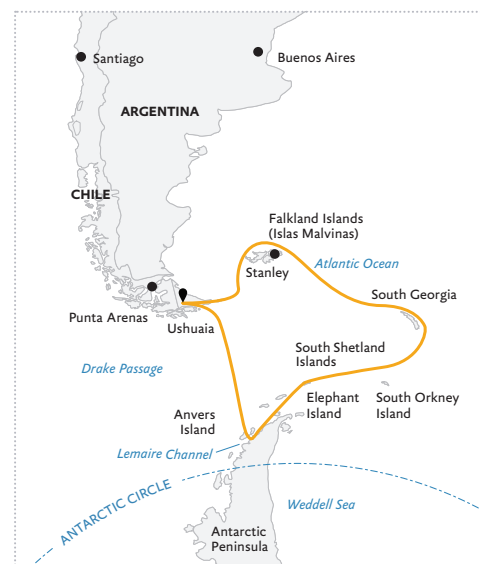 Santiago
Buenos Aires
ARGENTINA
CHILE
Falkland Islands
(Islas Malvinas)
Stanley
Atlantic Ocean
South Georgia
Punta Arenas
Ushuaia
South Shetland
Islands
Drake Passage
Elephant
Island
South Orkney
Island
Anvers
Island
Lemaire Channel
ANTARCTIC CIRCLE
Weddell Sea
Antarctic
Peninsula